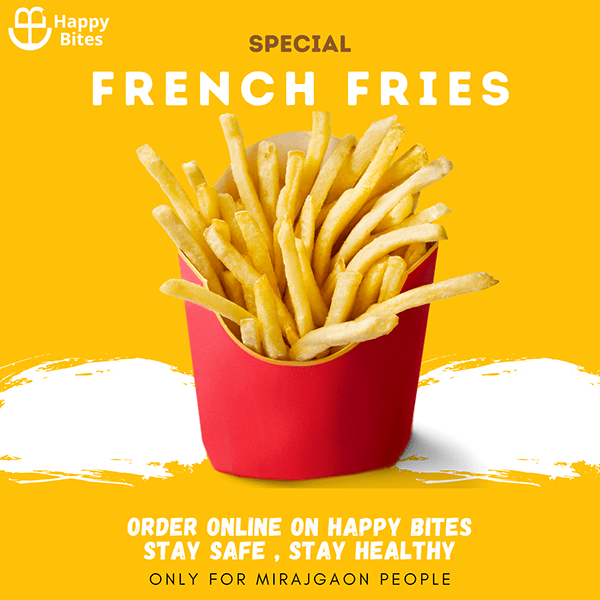 Happy
Bites
SPECIAL
FRENCH FRIES
ORDER ONLINE ON HAPPY BITES
STAY SAFE , STAY HEALTHY
ONLY FOR MIRAJGAON PEOPLE